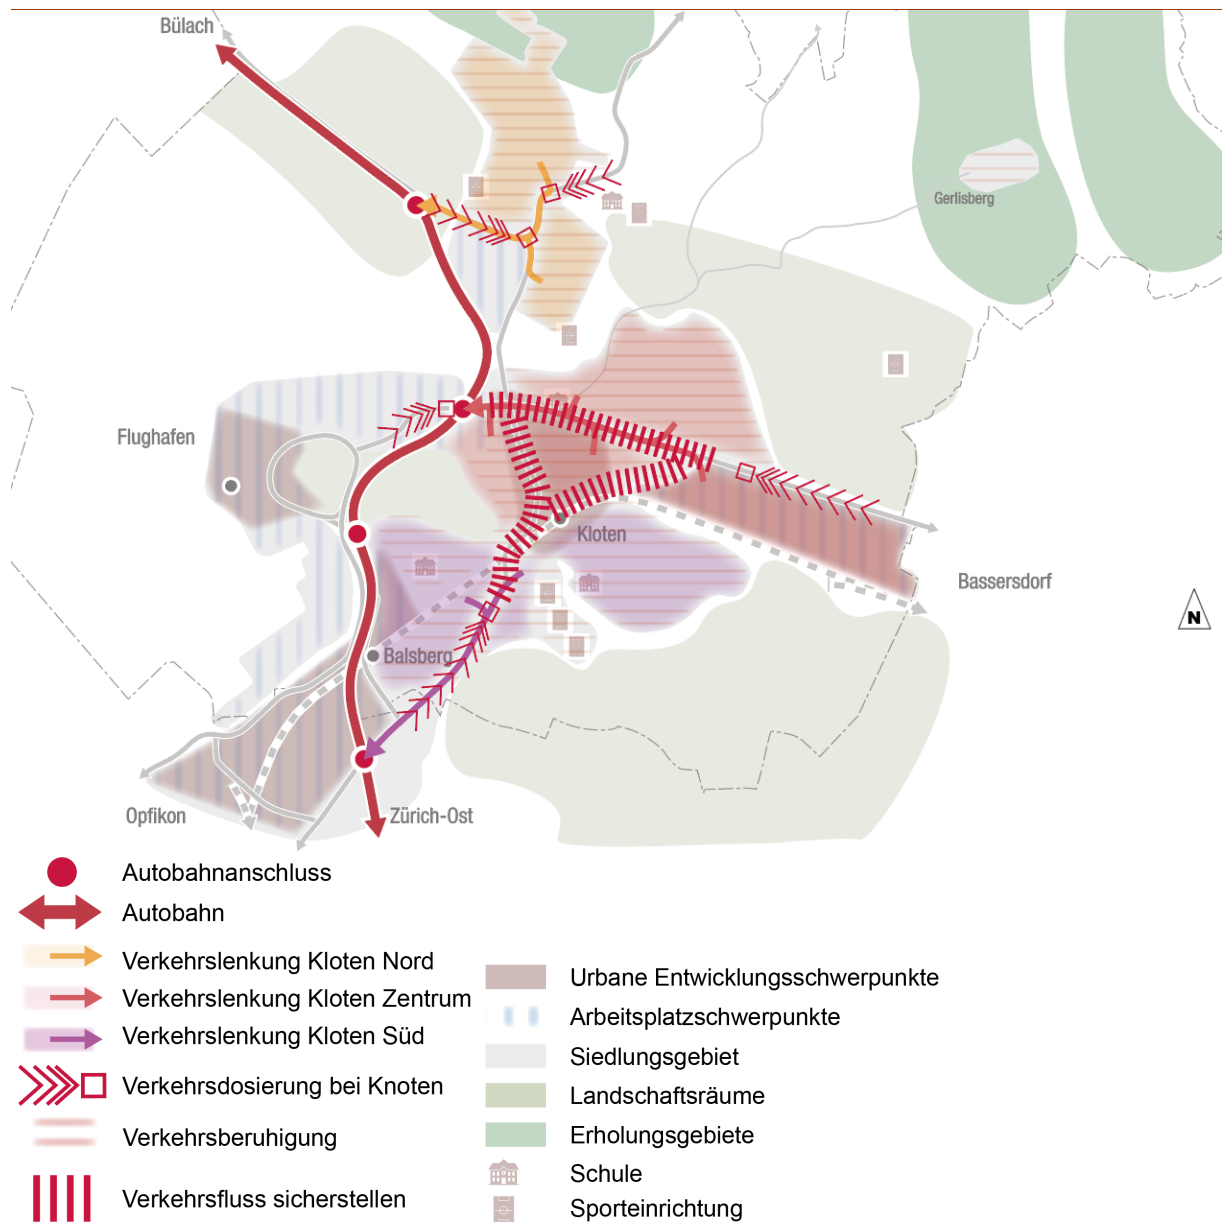 Bülach
Gerlisberg
Flughafen
Kloten
Bassersdorf
N
Balsberg
Opfikon
Zürich-Ost
Autobahnanschluss
Autobahn
Verkehrslenkung Kloten Nord
Verkehrslenkung Kloten Zentrum
Verkehrslenkung Kloten Süd
Verkehrsdosierung bei Knoten
Verkehrsberuhigung
Verkehrsfluss sicherstellen
Urbane Entwicklungsschwerpunkte
Arbeitsplatzschwerpunkte
Siedlungsgebiet
Landschaftsräume
Erholungsgebiete
Schule
Sporteinrichtung